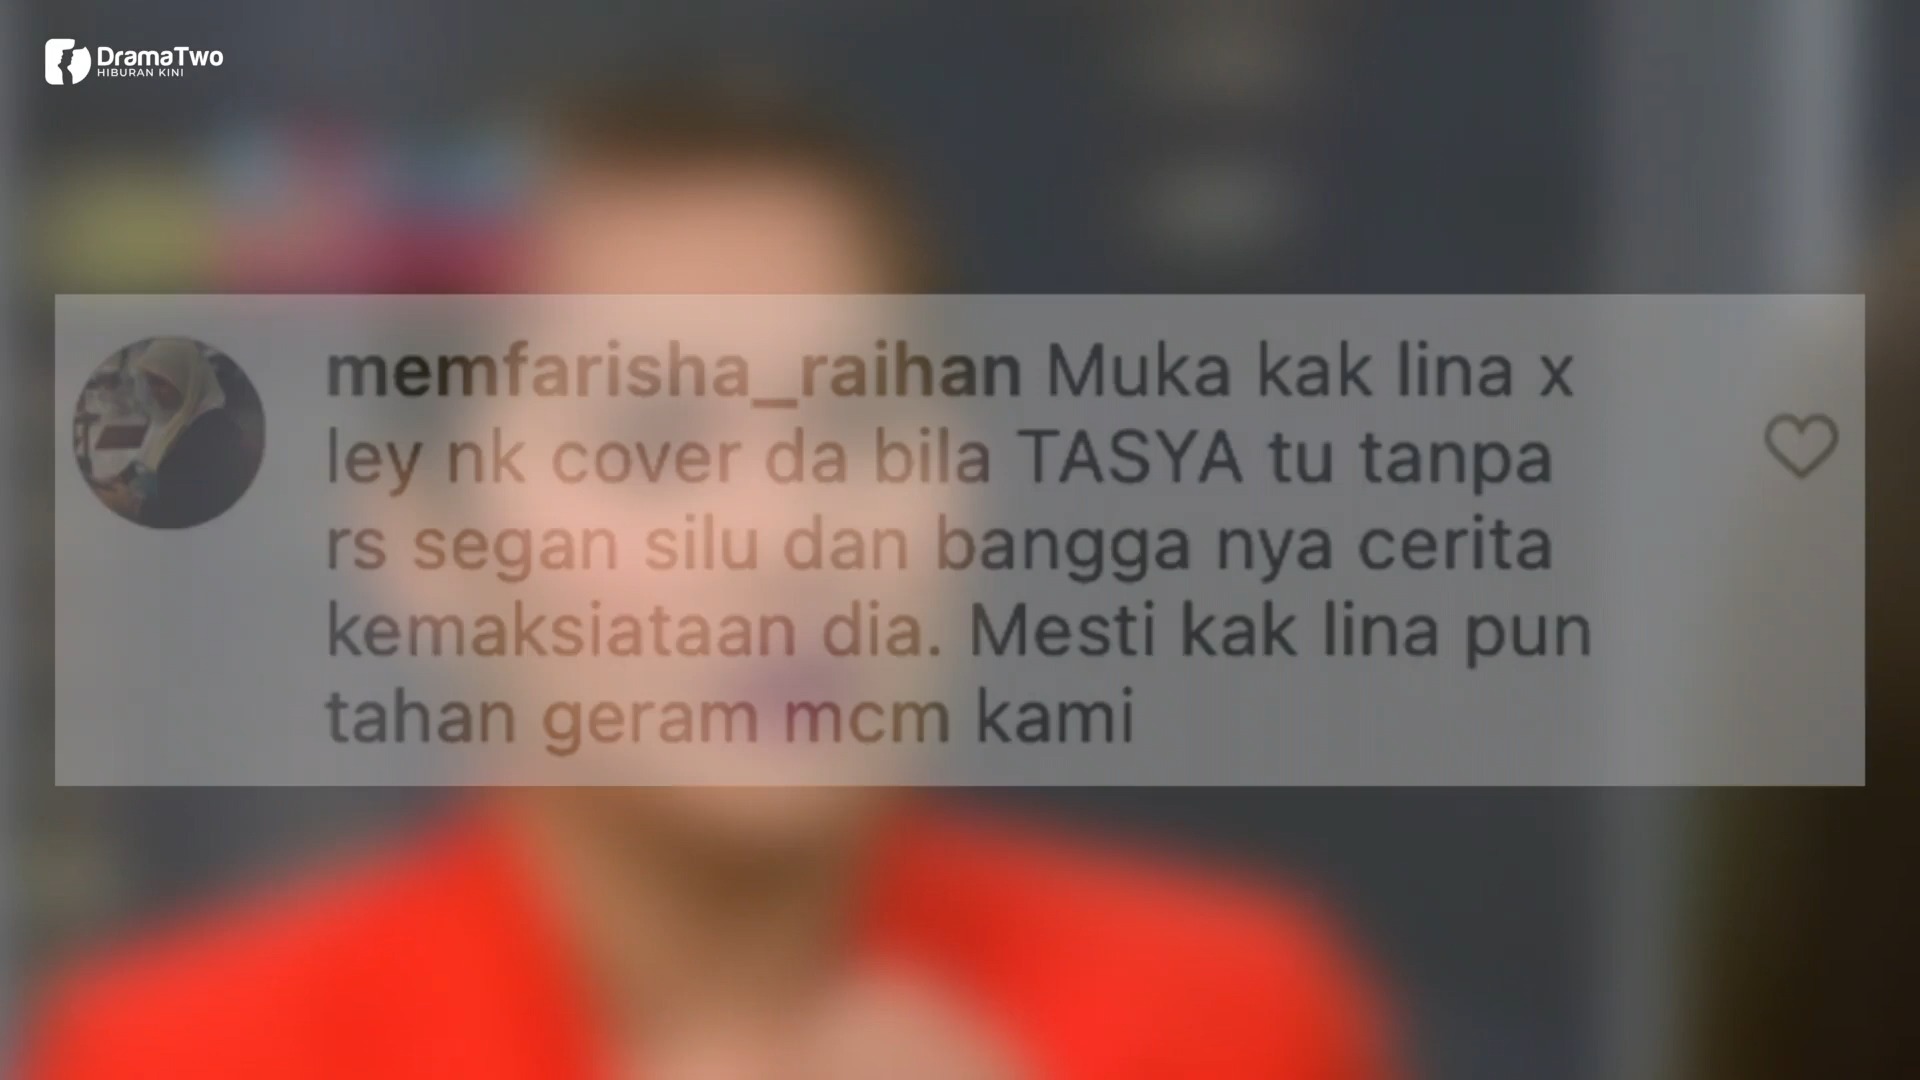 DramaTwo
HIBURAN KINI
memfarisha_raihan Muka kak lina x
ley nk cover da bila TASYA tu tanpa
rs segan silu dan bangga nya cerita
kemaksiataan dia. Mesti kak lina pun
tahan geram mcm kami